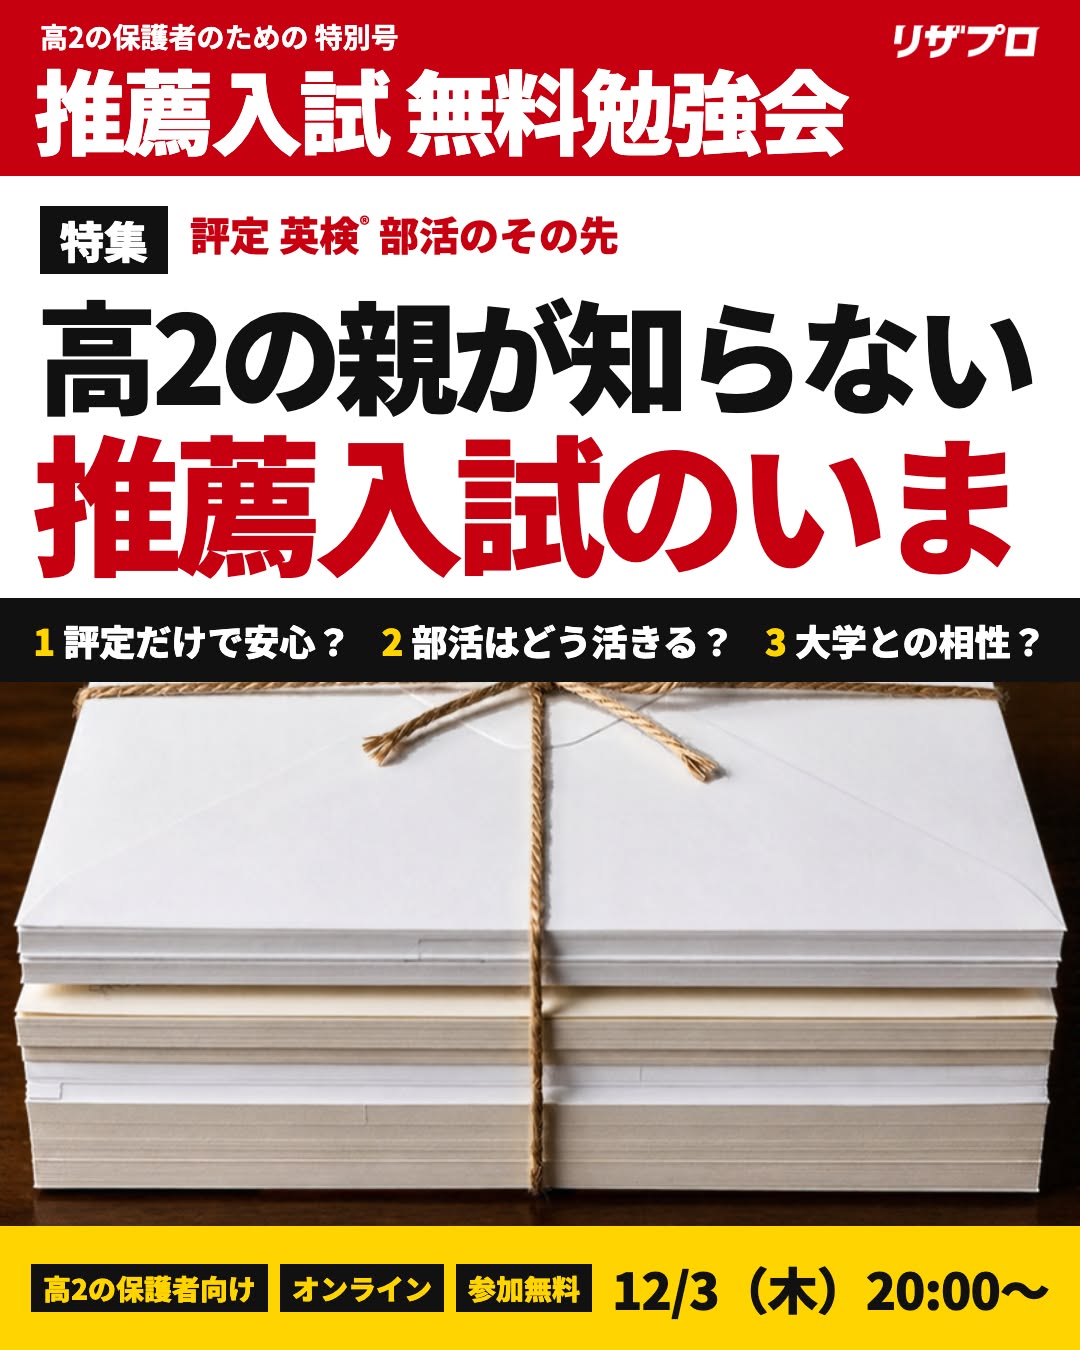 高2の保護者のための 特別号
リザプロ
推薦入試 無料勉強会
特集 評定 英検® 部活のその先
高2の親が知らない
推薦入試のいま
1 評定だけで安心？ 2 部活はどう活きる？ 3 大学との相性？
高2の保護者向け オンライン 参加無料 12/3（木）20:00〜